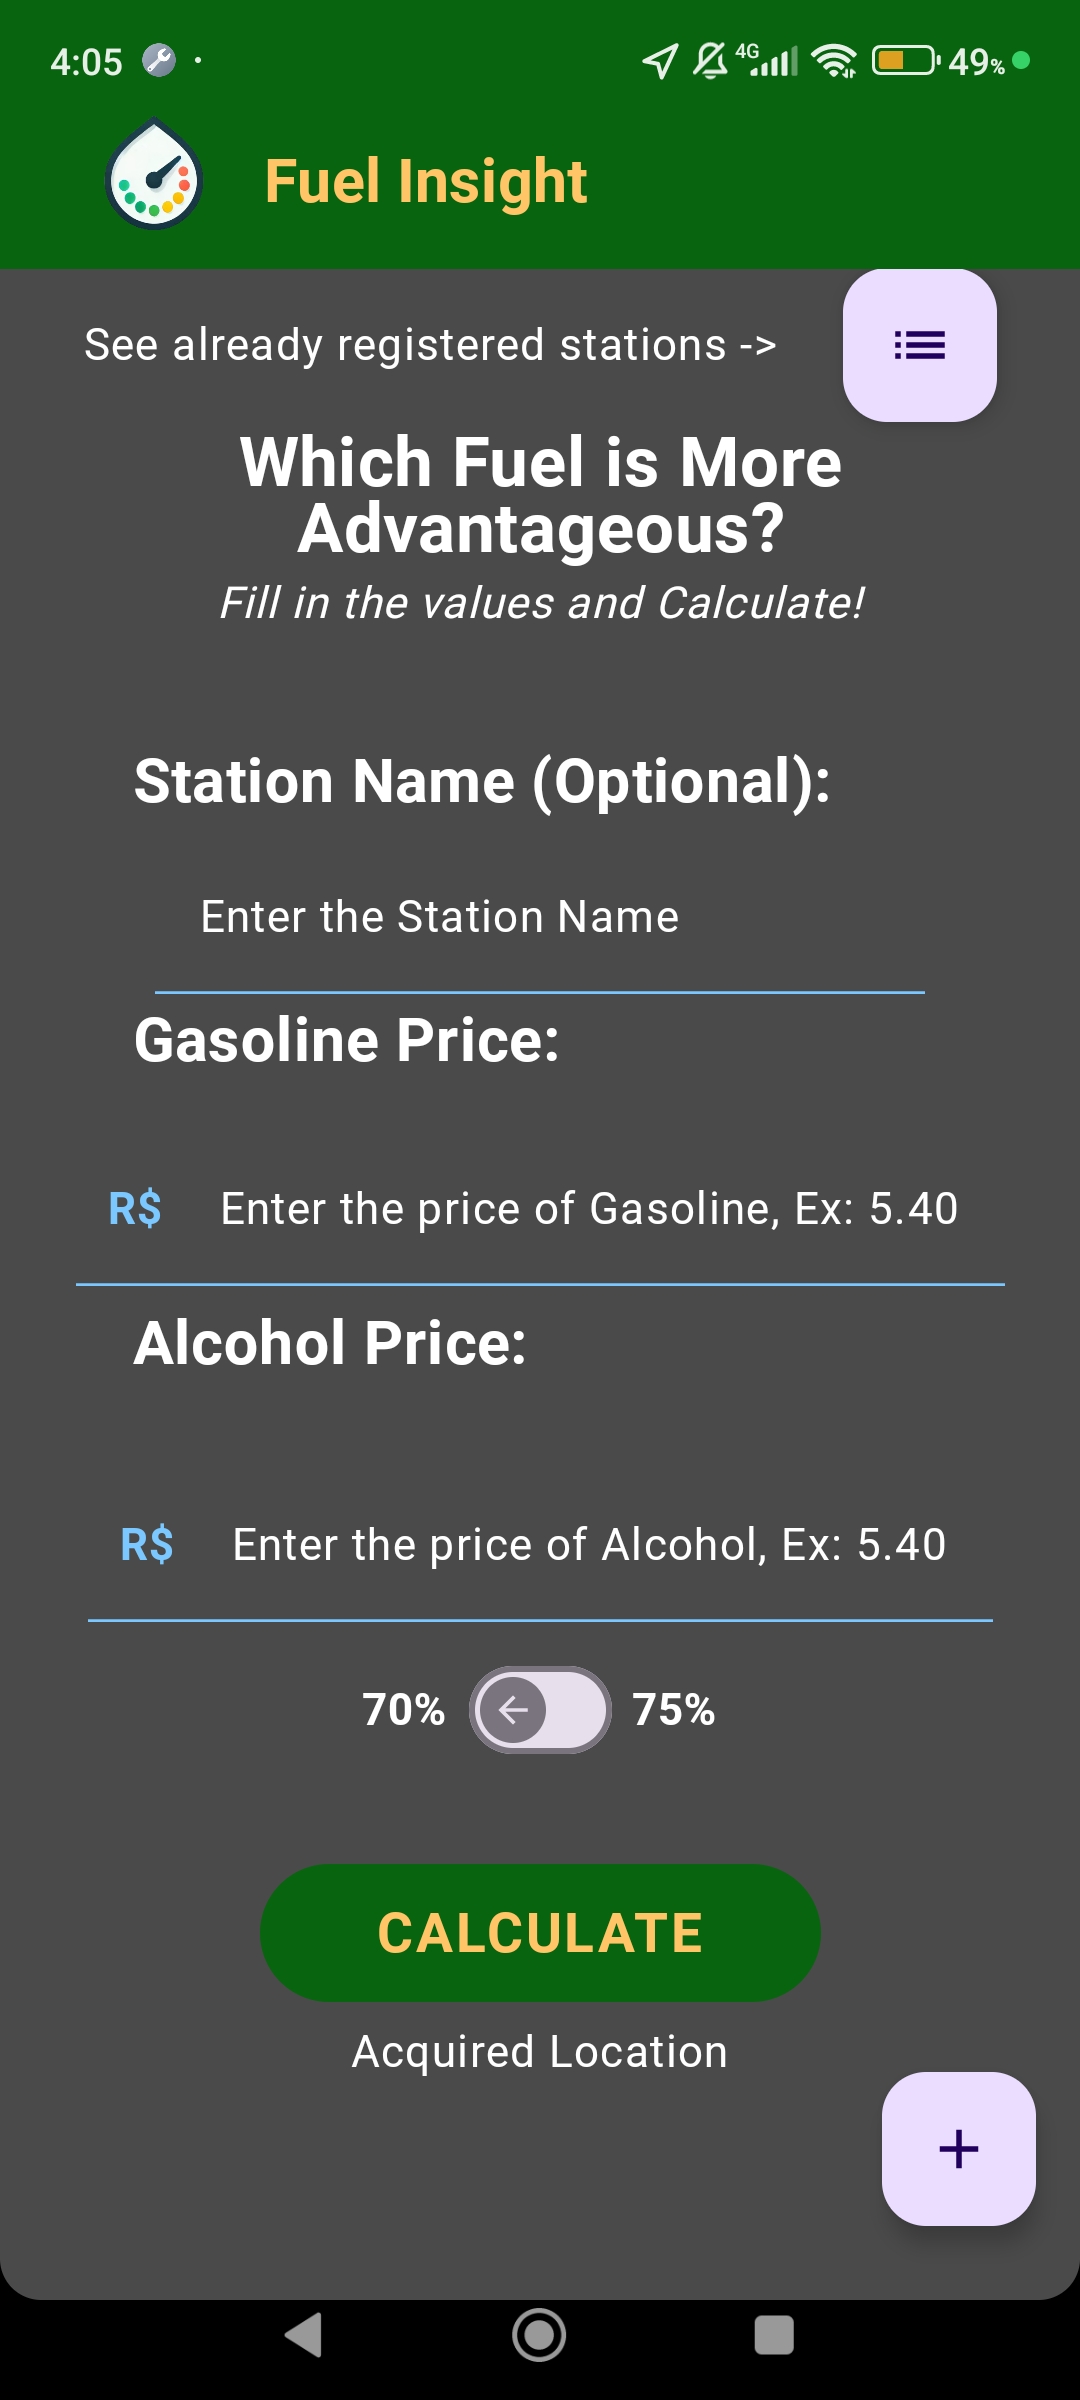 4:05
4G
49%
Fuel Insight
See already registered stations ->
Which Fuel is More
Advantageous?
Fill in the values and Calculate!
Station Name (Optional):
Enter the Station Name
Gasoline Price:
R$ Enter the price of Gasoline, Ex: 5.40
Alcohol Price:
R$ Enter the price of Alcohol, Ex: 5.40
70% 75%
CALCULATE
Acquired Location